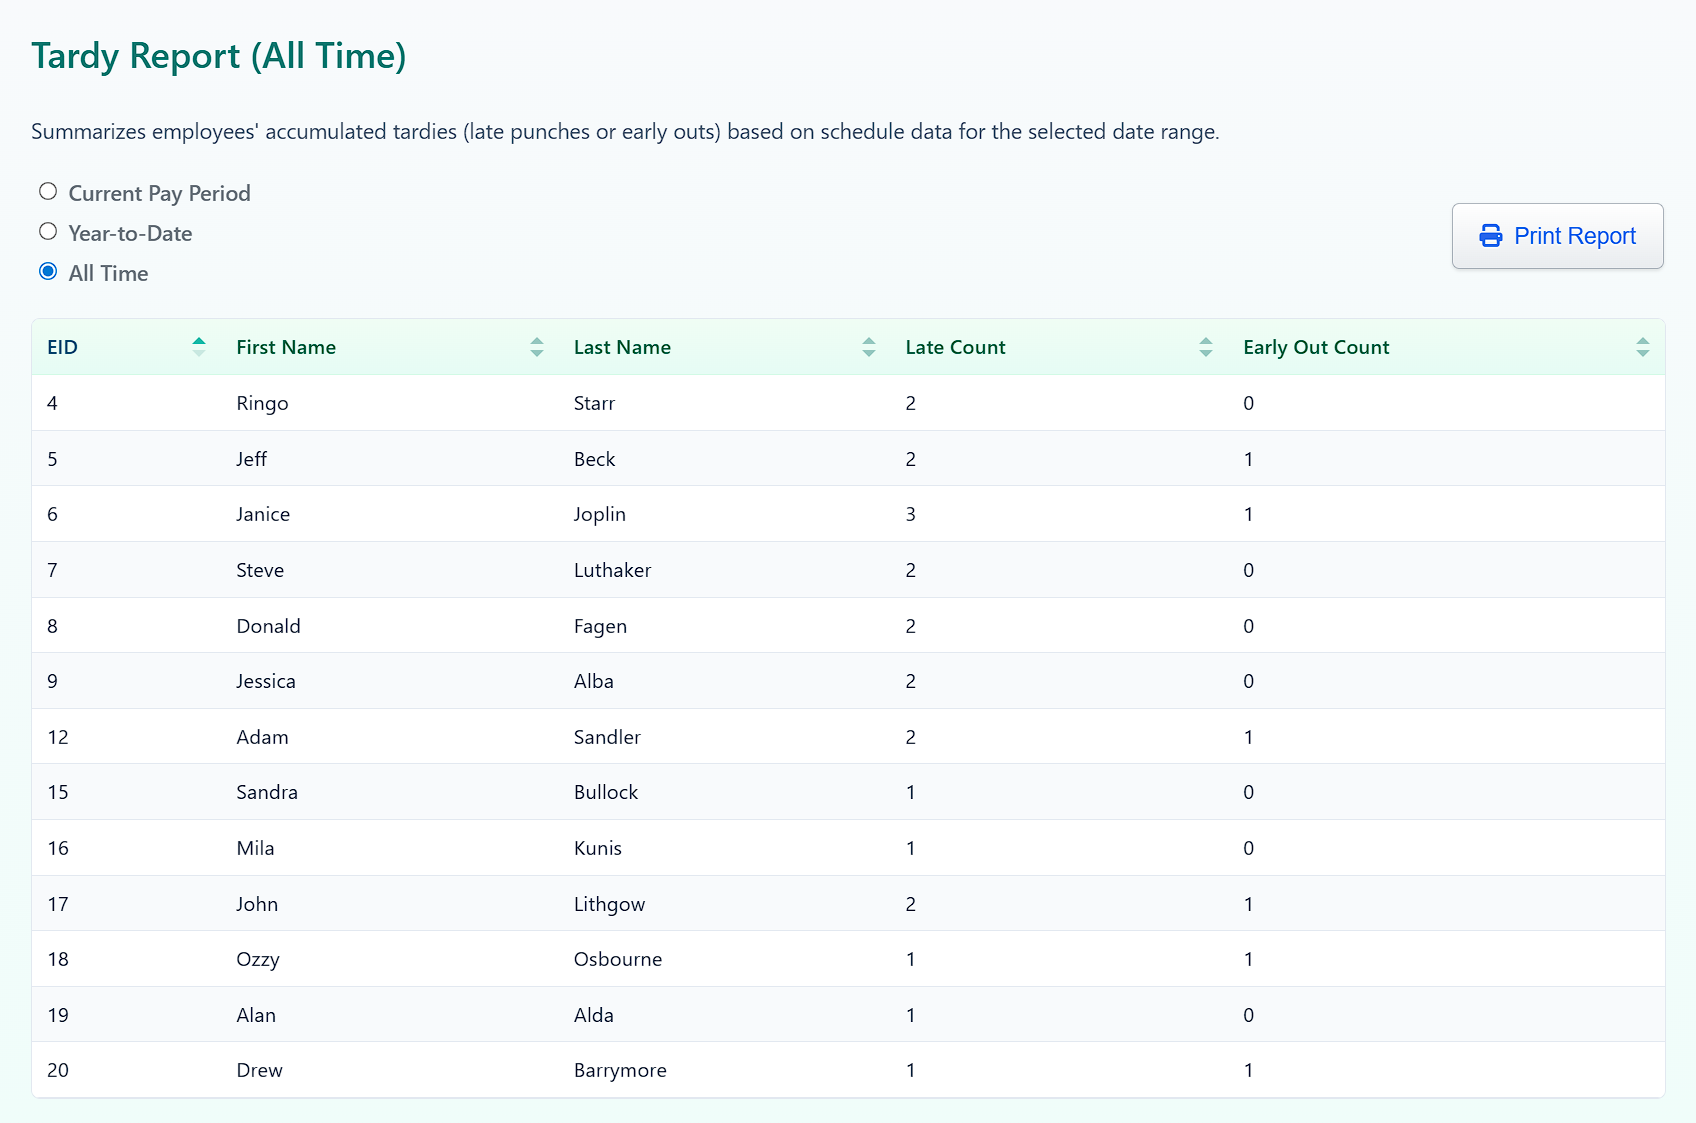 Tardy Report (All Time)
Summarizes employees' accumulated tardies (late punches or early outs) based on schedule data for the selected date range.
Current Pay Period
Year-to-Date
All Time
Print Report
EID First Name Last Name Late Count Early Out Count
4 Ringo Starr 2 0
5 Jeff Beck 2 1
6 Janice Joplin 3 1
7 Steve Luthaker 2 0
8 Donald Fagen 2 0
9 Jessica Alba 2 0
12 Adam Sandler 2 1
15 Sandra Bullock 1 0
16 Mila Kunis 1 0
17 John Lithgow 2 1
18 Ozzy Osbourne 1 1
19 Alan Alda 1 0
20 Drew Barrymore 1 1